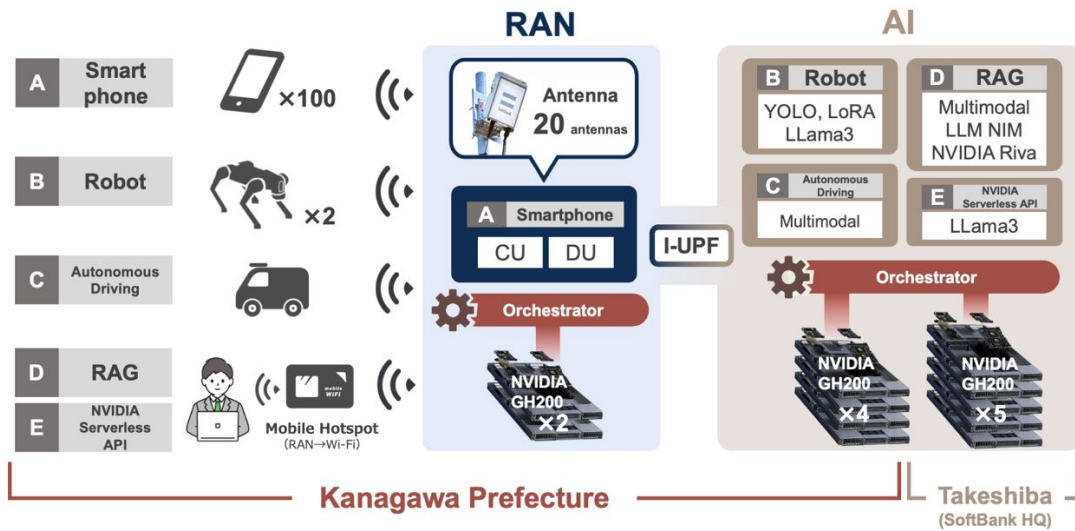 RAN
AI
A
Smart
phone
×100
B
Robot
×2
C
Autonomous
Driving
D
RAG
E
NVIDIA
Serverless
API
mobile
WiFi
Mobile Hotspot
(RAN→Wi-Fi)
Antenna
20 antennas
A Smartphone
CU DU
I-UPF
Orchestrator
NVIDIA
GH200
×2
B Robot
YOLO, LoRA
LLama3
D RAG
Multimodal
LLM NIM
NVIDIA Riva
C Autonomous
Driving
Multimodal
E NVIDIA
Serverless API
LLama3
Orchestrator
NVIDIA
GH200
×4
NVIDIA
GH200
×5
Kanagawa Prefecture
Takeshiba
(SoftBank HQ)